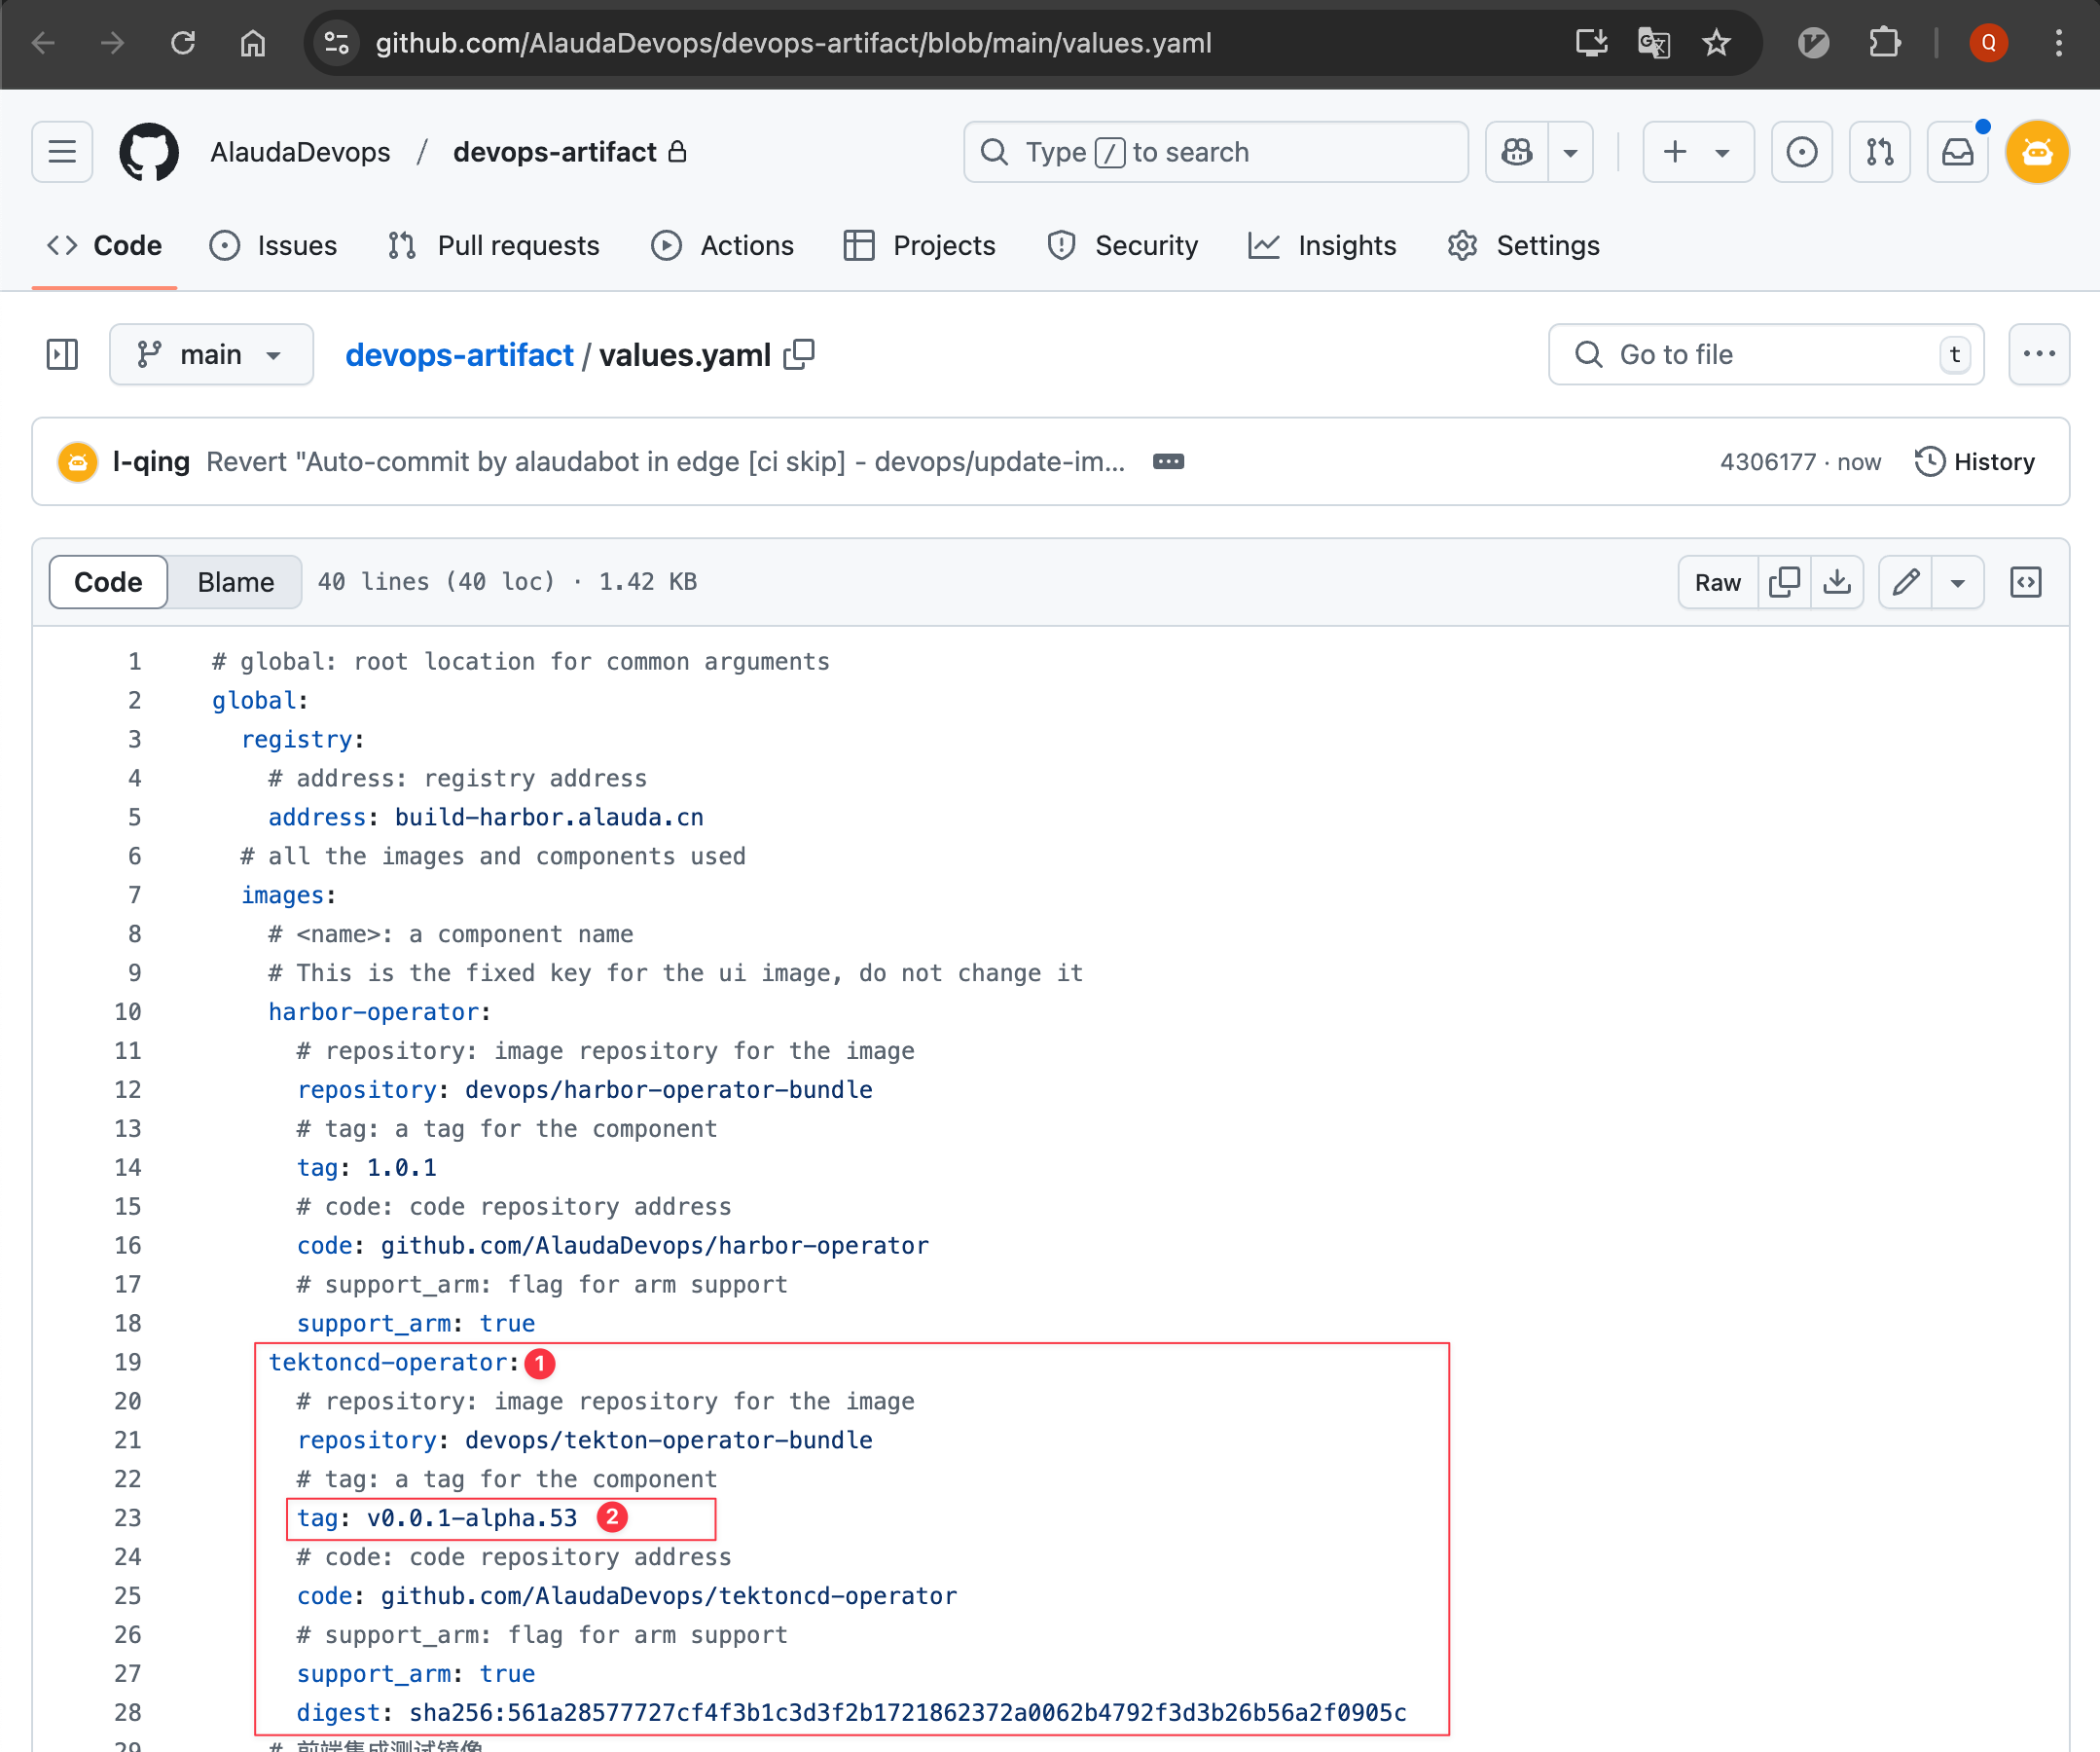 github.com/AlaudaDevops/devops-artifact/blob/main/values.yaml
Q
AlaudaDevops / devops-artifact
Type / to search
Code
Issues
Pull requests
Actions
Projects
Security
Insights
Settings
main
devops-artifact / values.yaml
Go to file
t
l-qing Revert "Auto-commit by alaudabot in edge [ci skip] - devops/update-im...
4306177 · now
History
Code
Blame
40 lines (40 loc) · 1.42 KB
Raw
1 # global: root location for common arguments
2 global:
3 registry:
4 # address: registry address
5 address: build-harbor.alauda.cn
6 # all the images and components used
7 images:
8 # <name>: a component name
9 # This is the fixed key for the ui image, do not change it
10 harbor-operator:
11 # repository: image repository for the image
12 repository: devops/harbor-operator-bundle
13 # tag: a tag for the component
14 tag: 1.0.1
15 # code: code repository address
16 code: github.com/AlaudaDevops/harbor-operator
17 # support_arm: flag for arm support
18 support_arm: true
19 tektoncd-operator: 1
20 # repository: image repository for the image
21 repository: devops/tekton-operator-bundle
22 # tag: a tag for the component
23 tag: v0.0.1-alpha.53 2
24 # code: code repository address
25 code: github.com/AlaudaDevops/tektoncd-operator
26 # support_arm: flag for arm support
27 support_arm: true
28 digest: sha256:561a28577727cf4f3b1c3d3f2b1721862372a0062b4792f3d3b26b56a2f0905c
29 # 前端集成测试镜像